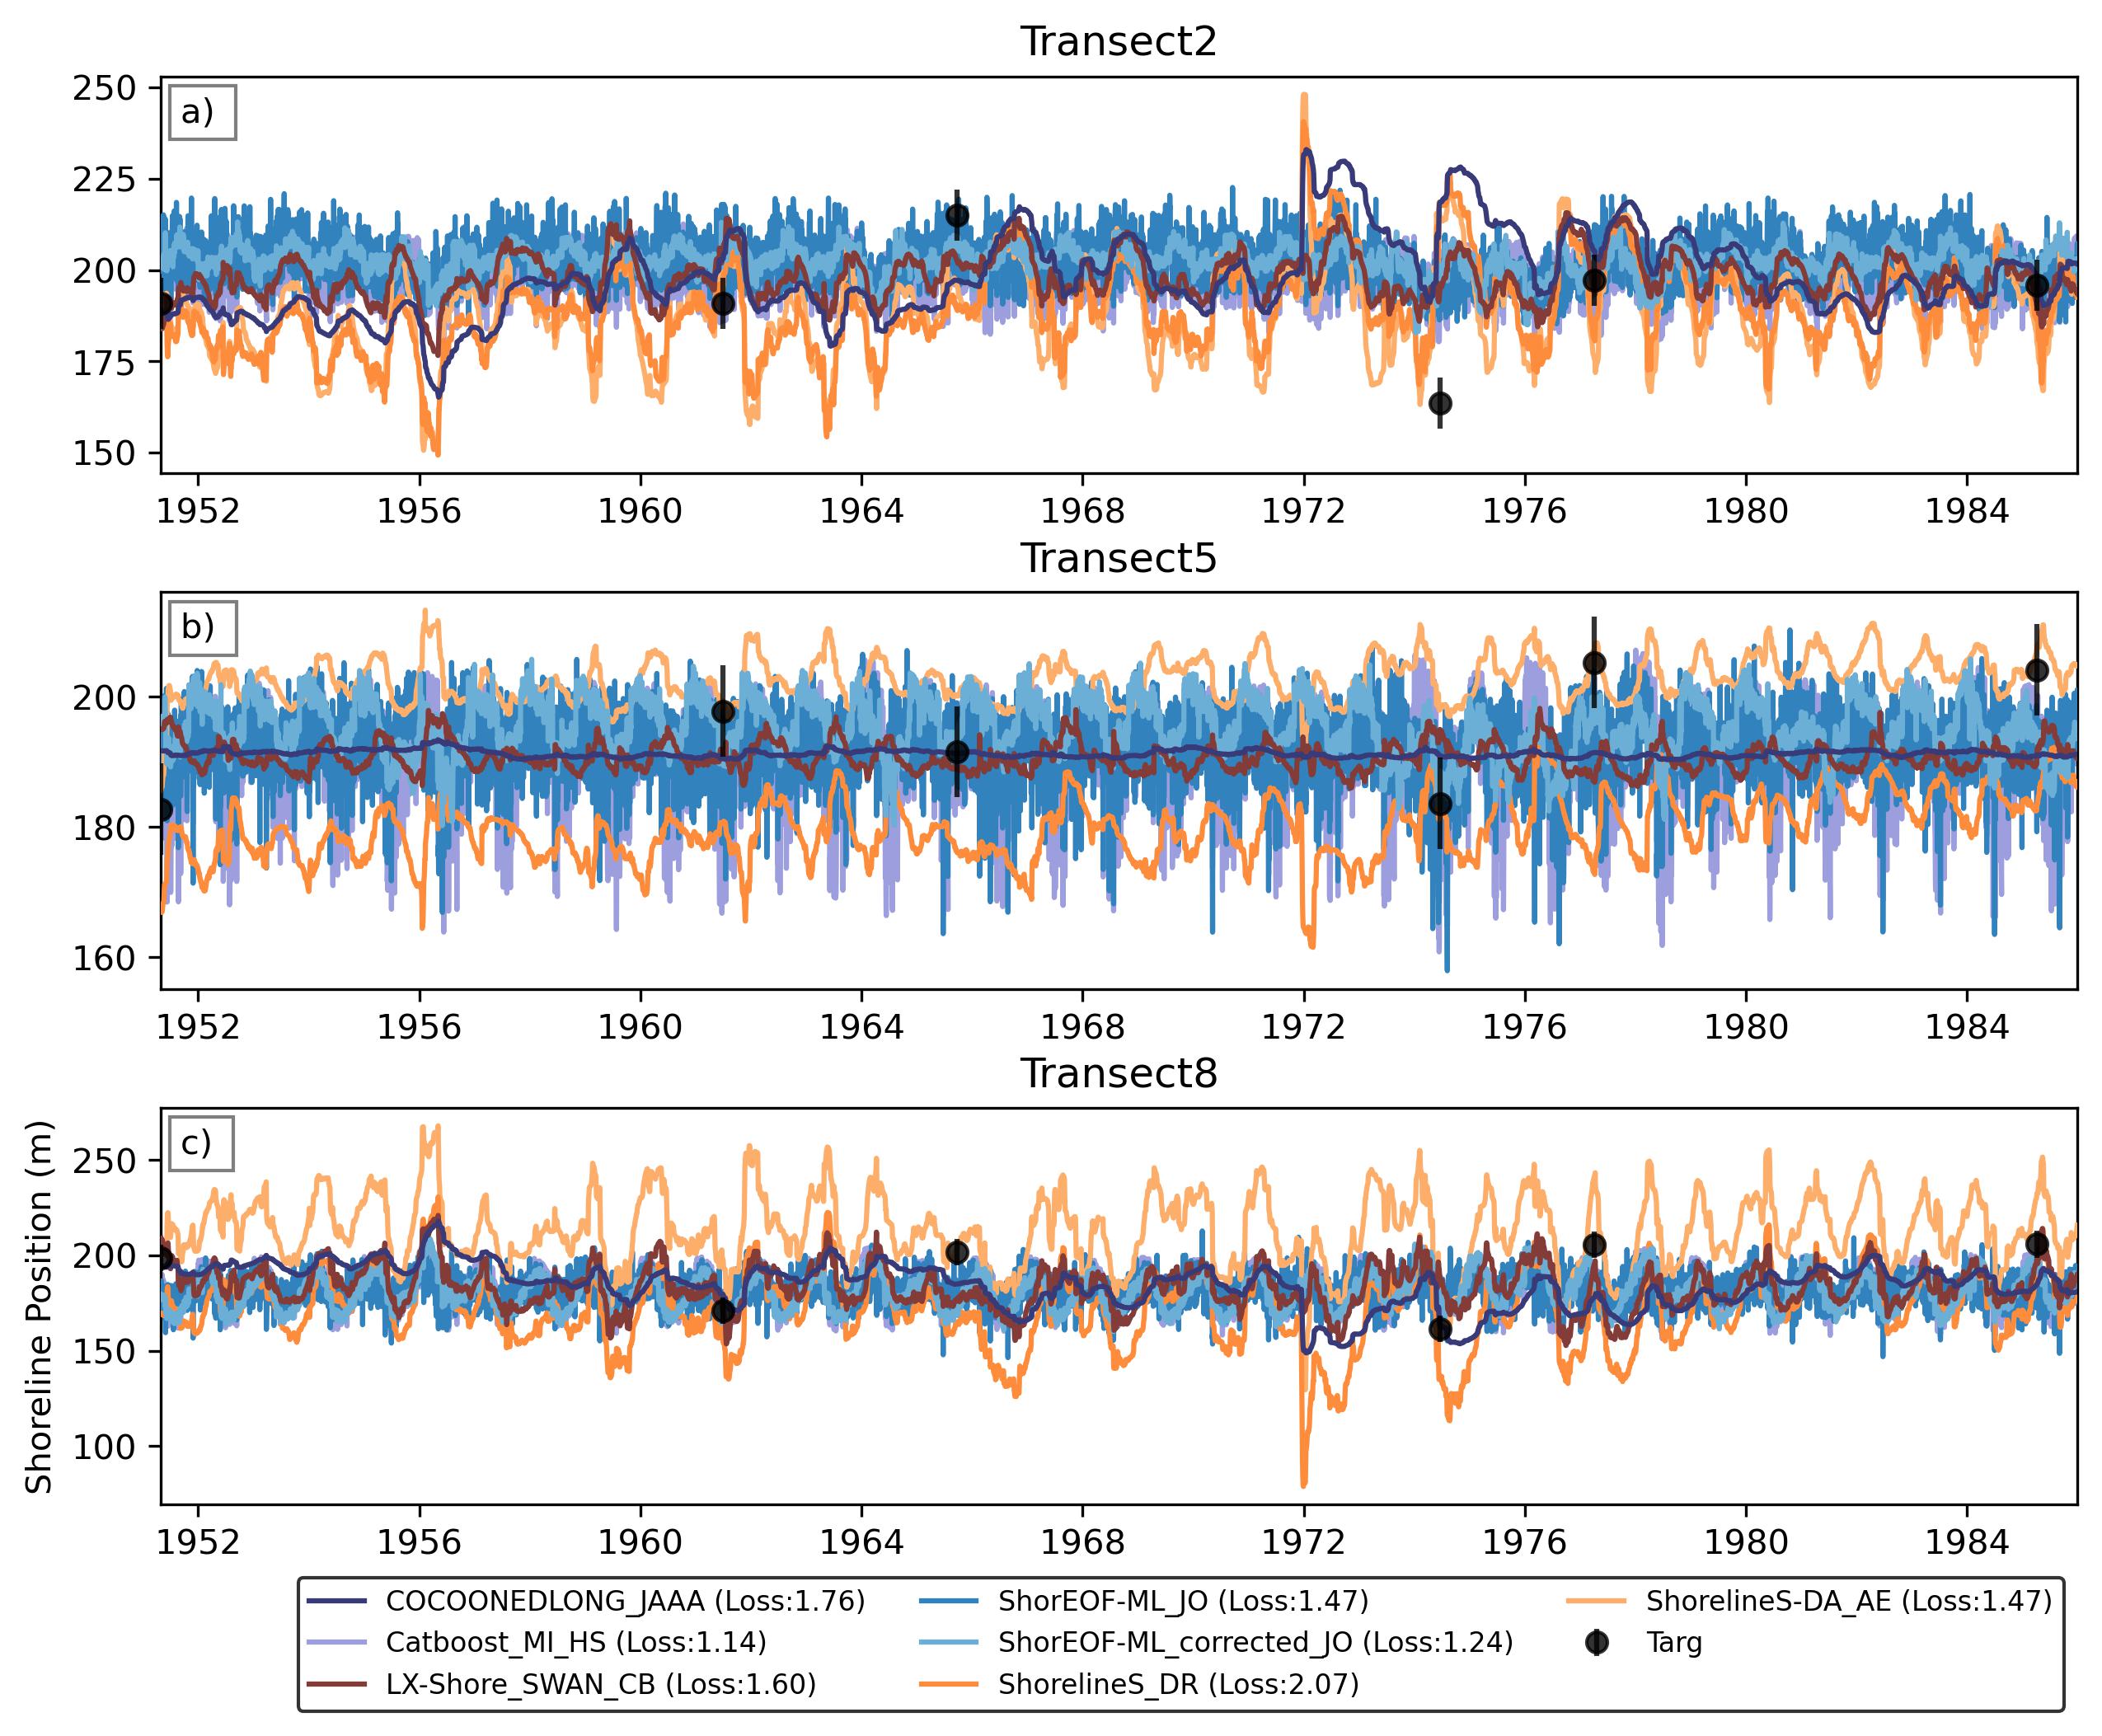 Transect2
a)
250
225
200
175
150
1952 1956 1960 1964 1968 1972 1976 1980 1984
Transect5
b)
200
180
160
1952 1956 1960 1964 1968 1972 1976 1980 1984
Transect8
c)
Shoreline Position (m)
250
200
150
100
1952 1956 1960 1964 1968 1972 1976 1980 1984
COCOONEDLONG_JAAA (Loss:1.76)
Catboost_MI_HS (Loss:1.14)
LX-Shore_SWAN_CB (Loss:1.60)
ShorEOF-ML_JO (Loss:1.47)
ShorEOF-ML_corrected_JO (Loss:1.24)
ShorelineS_DR (Loss:2.07)
ShorelineS-DA_AE (Loss:1.47)
Targ